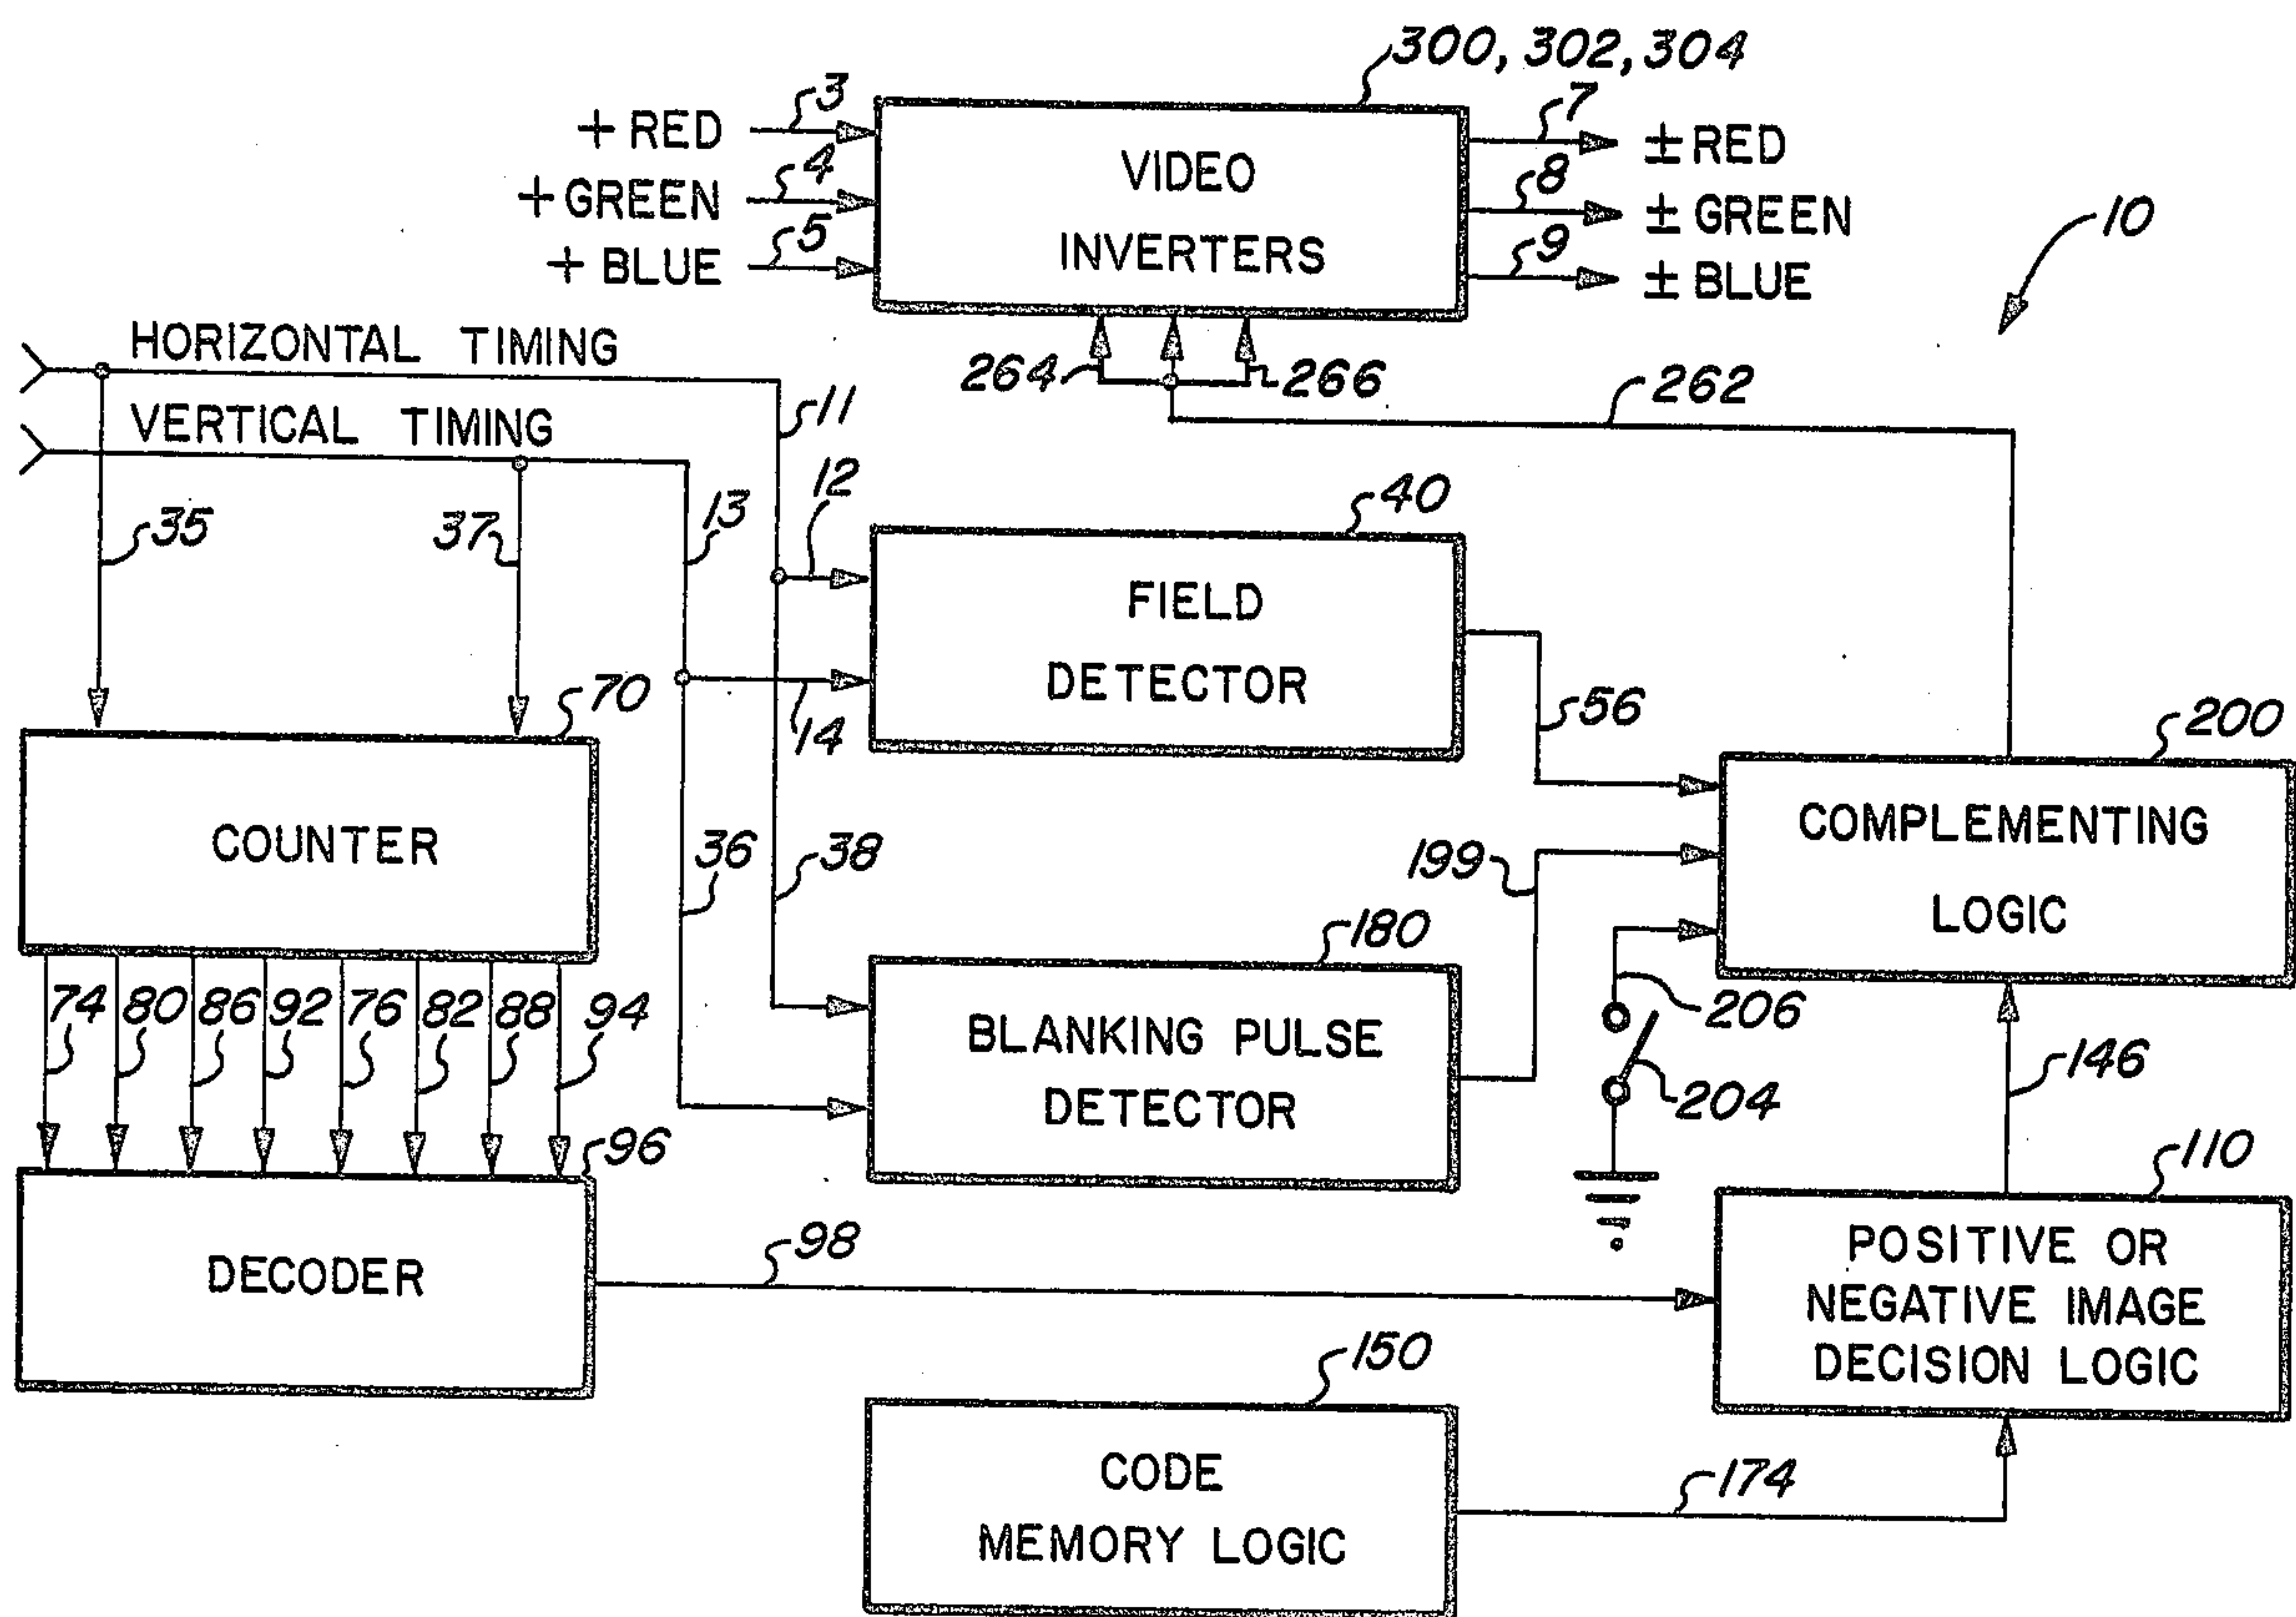 300, 302, 304
+ RED 3
7 ± RED
+ GREEN 4
8 ± GREEN
+ BLUE 5
9 ± BLUE
VIDEO
INVERTERS
10
HORIZONTAL TIMING
VERTICAL TIMING
264
266
262
11
12
13
35
37
40
FIELD
DETECTOR
14
56
70
COUNTER
200
COMPLEMENTING
LOGIC
36
38
199
180
BLANKING PULSE
DETECTOR
206
204
146
74
80
86
92
76
82
88
94
96
DECODER
98
110
POSITIVE OR
NEGATIVE IMAGE
DECISION LOGIC
150
CODE
MEMORY LOGIC
174